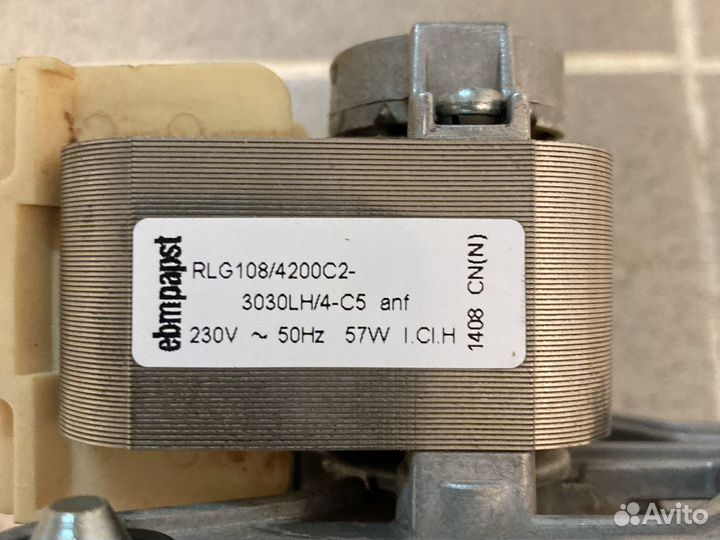 ebmpapst
RLG108/4200C2-
3030LH/4-C5 anf
230V ~ 50Hz 57W I.Cl.H
1408 CN(N)
Avito